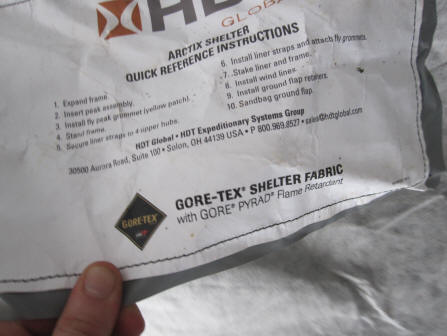 HDT
GLOBAL
ARCTIX SHELTER
QUICK REFERENCE INSTRUCTIONS
1. Expand frame.
2. Insert peak assembly.
3. Install fly peak grommet (yellow patch).
4. Stand frame.
5. Secure liner straps to 4 upper hubs.
6. Install liner straps and attach fly grommets.
7. Stake liner and frame.
8. Install wind lines.
9. Install ground flap retainers.
10. Sandbag ground flap.
HDT Global • HDT Expeditionary Systems Group
30500 Aurora Road, Suite 100 • Solon, OH 44139 USA • P 800.969.8527 • sales@hdtglobal.com
GORE-TEX
GORE-TEX® SHELTER FABRIC
with GORE® PYRAD® Flame Retardant